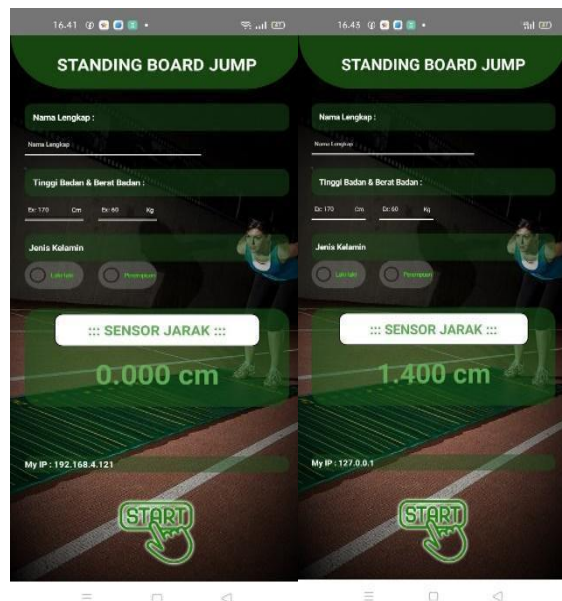 16.41
47
STANDING BOARD JUMP
Nama Lengkap :
Nama Lengkap
Tinggi Badan & Berat Badan :
Ex: 170 Cm Ex: 60 Kg
Jenis Kelamin
Laki laki Perempuan
::: SENSOR JARAK :::
0.000 cm
My IP : 192.168.4.121
START
16.43
47
STANDING BOARD JUMP
Nama Lengkap :
Nama Lengkap
Tinggi Badan & Berat Badan :
Ex: 170 Cm Ex: 60 Kg
Jenis Kelamin
Laki laki Perempuan
::: SENSOR JARAK :::
1.400 cm
My IP : 127.0.0.1
START